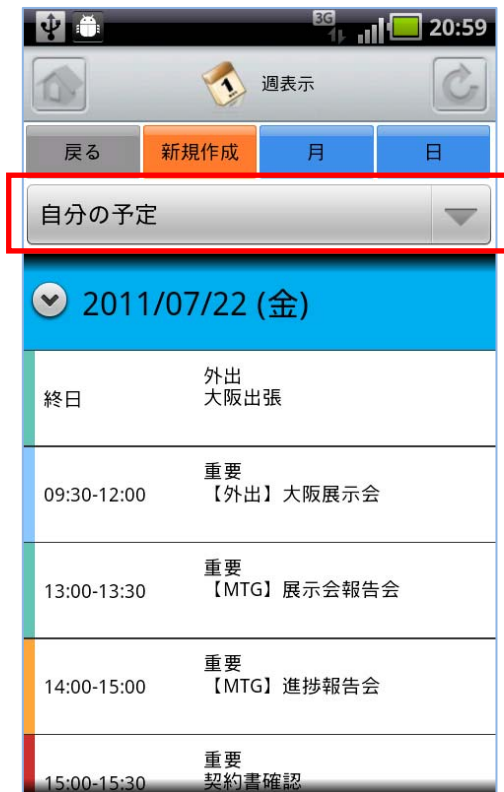 3G 20:59
1 週表示
戻る 新規作成 月 日
自分の予定
2011/07/22 (金)
外出
終日 大阪出張
重要
09:30-12:00 【外出】大阪展示会
重要
13:00-13:30 【MTG】展示会報告会
重要
14:00-15:00 【MTG】進捗報告会
重要
15:00-15:30 契約書確認